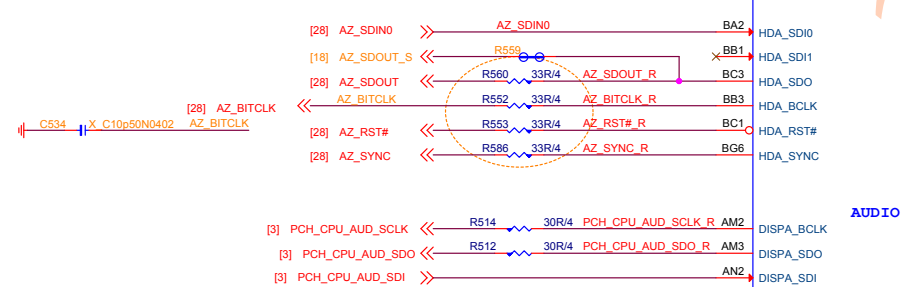 [28] AZ_SDIN0 AZ_SDIN0 BA2 HDA_SDI0
[18] AZ_SDOUT_S R559 BB1 HDA_SDI1
[28] AZ_SDOUT R560 33R/4 AZ_SDOUT_R BC3 HDA_SDO
[28] AZ_BITCLK AZ_BITCLK R552 33R/4 AZ_BITCLK_R BB3 HDA_BCLK
C534 X_C10p50N0402 AZ_BITCLK
[28] AZ_RST# R553 33R/4 AZ_RST#_R BC1 HDA_RST#
[28] AZ_SYNC R586 33R/4 AZ_SYNC_R BG6 HDA_SYNC
AUDIO
[3] PCH_CPU_AUD_SCLK R514 30R/4 PCH_CPU_AUD_SCLK_R AM2 DISPA_BCLK
[3] PCH_CPU_AUD_SDO R512 30R/4 PCH_CPU_AUD_SDO_R AM3 DISPA_SDO
[3] PCH_CPU_AUD_SDI AN2 DISPA_SDI